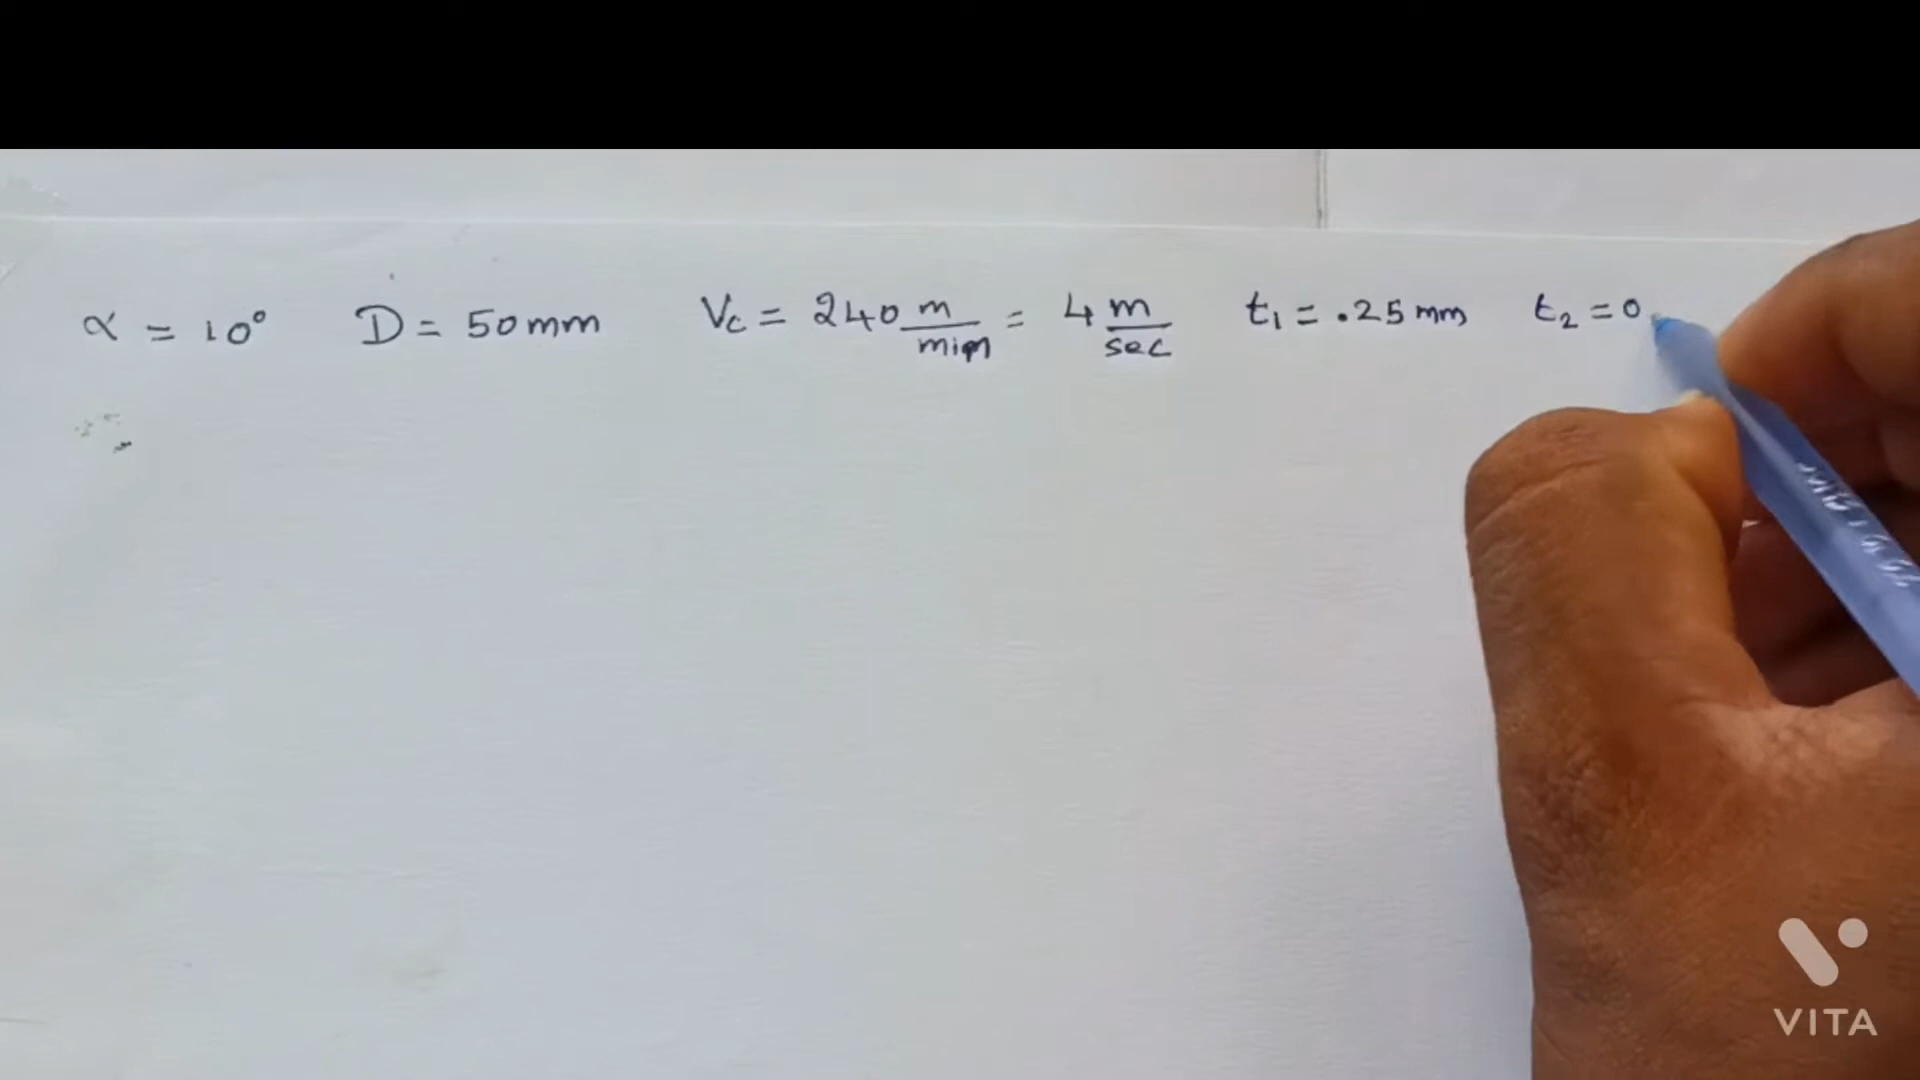 α = 10° D = 50mm Vc = 240 m/min = 4 m/sec t₁ = .25 mm t₂ = 0.
VITA